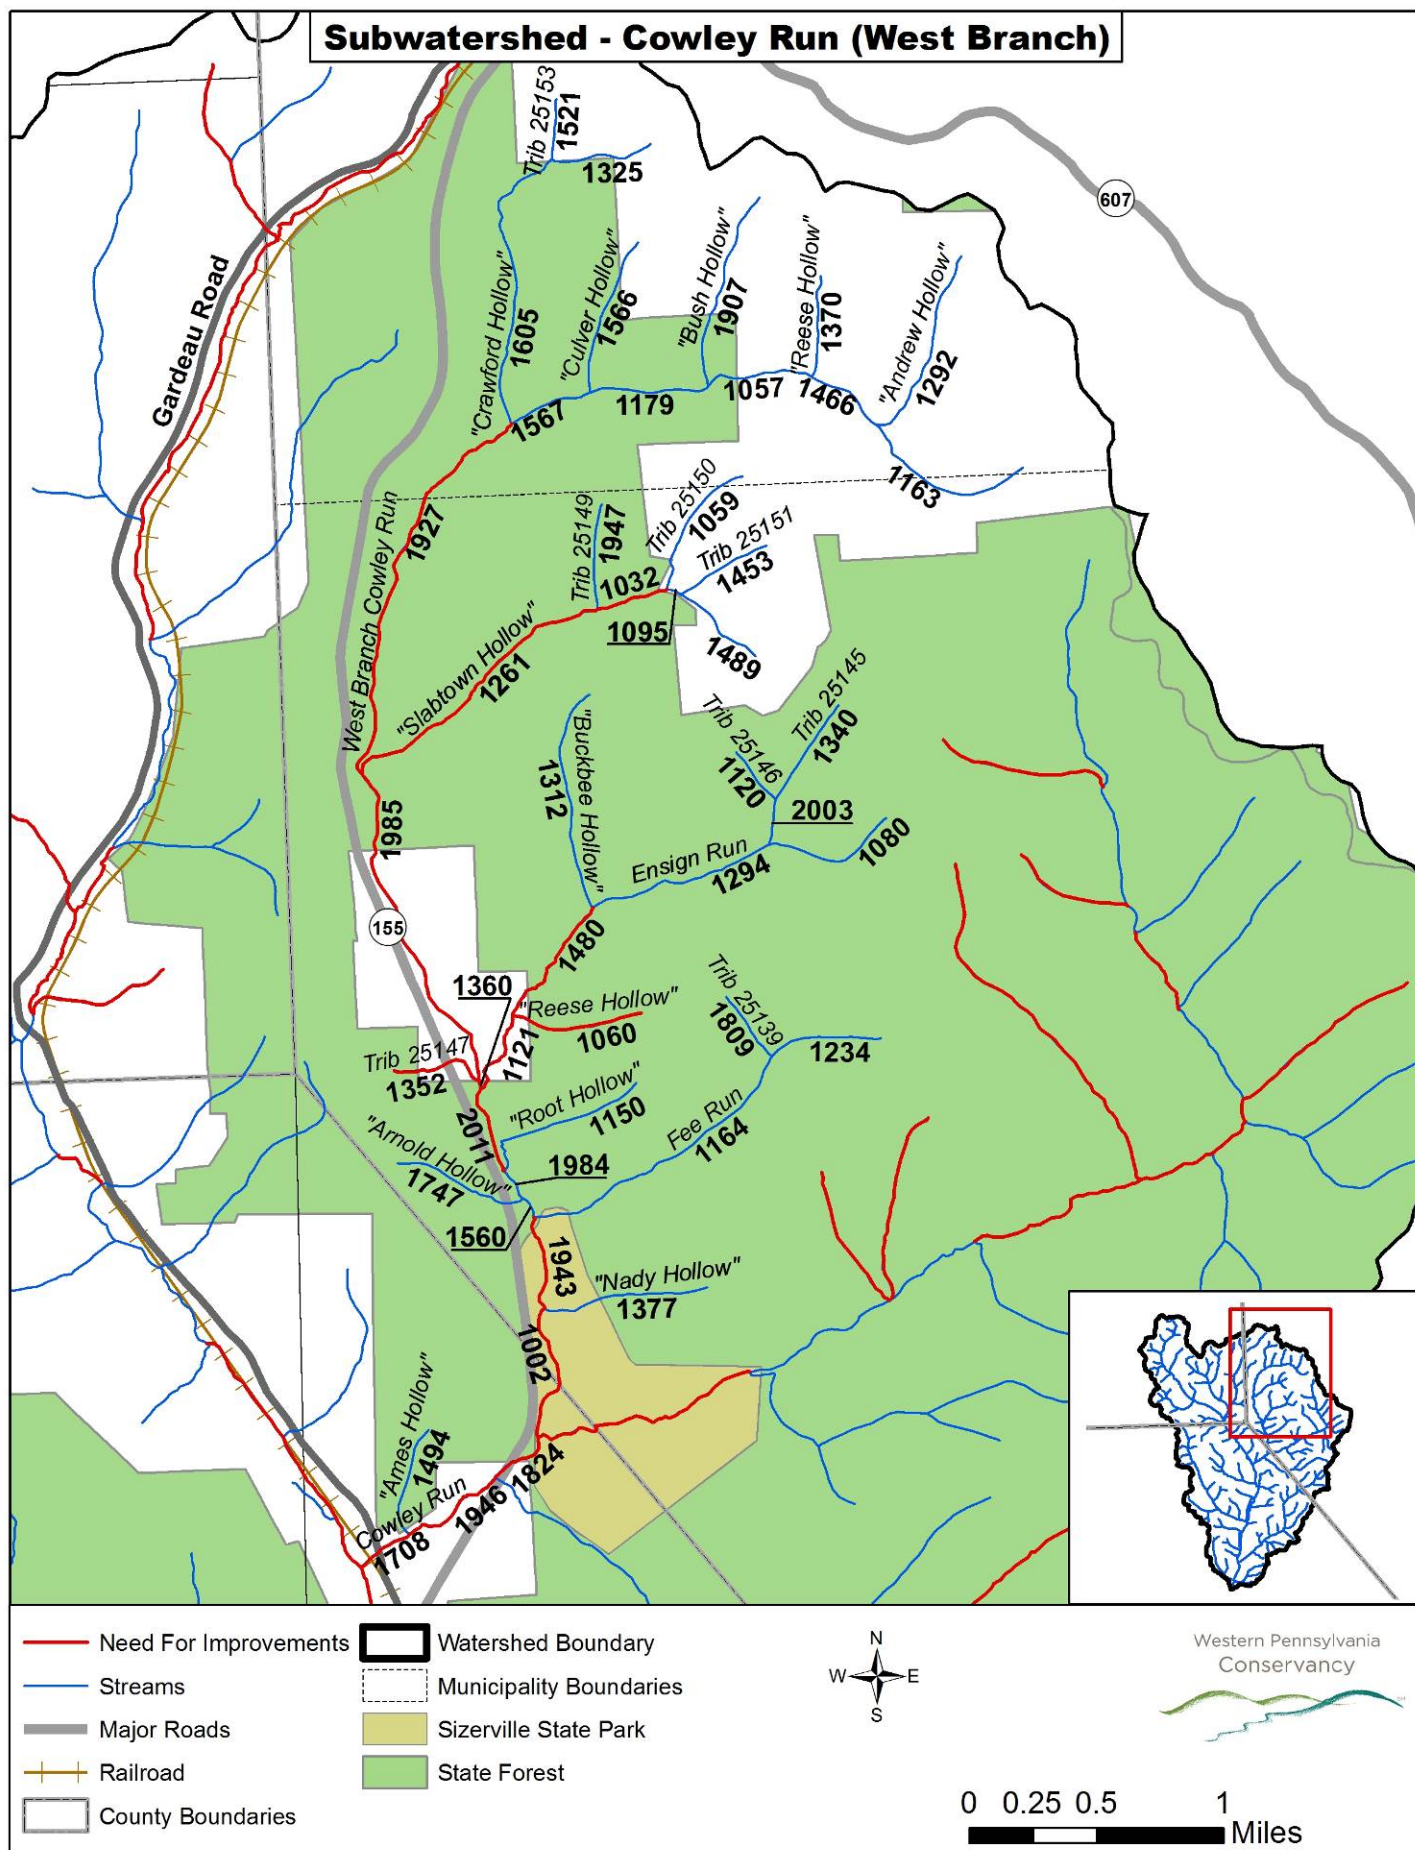 Subwatershed - Cowley Run (West Branch)
Trib 25153
1521
1325
607
Gardeau Road
"Crawford Hollow"
1605
"Culver Hollow"
1566
"Bush Hollow"
1907
"Reese Hollow"
1370
"Andrew Hollow"
1292
1567
1179
1057
1466
1163
West Branch Cowley Run
1927
Trib 25149
1947
Trib 25150
1059
Trib 25151
1453
1032
1095
1489
"Slabtown Hollow"
1261
"Buckbee Hollow"
1312
Trib 25146
1120
Trib 25145
1340
2003
1080
1985
Ensign Run
1294
155
1480
1360
"Reese Hollow"
1060
1121
Trib 25139
1809
1234
Trib 25147
1352
2011
"Root Hollow"
1150
Fee Run
1164
"Arnold Hollow"
1747
1984
1560
1943
"Nady Hollow"
1377
1002
"Ames Hollow"
1494
Cowley Run
1824
1946
1708
Need For Improvements
Streams
Major Roads
Railroad
County Boundaries
Watershed Boundary
Municipality Boundaries
Sizerville State Park
State Forest
N
W E
S
Western Pennsylvania
Conservancy
0 0.25 0.5 1
Miles